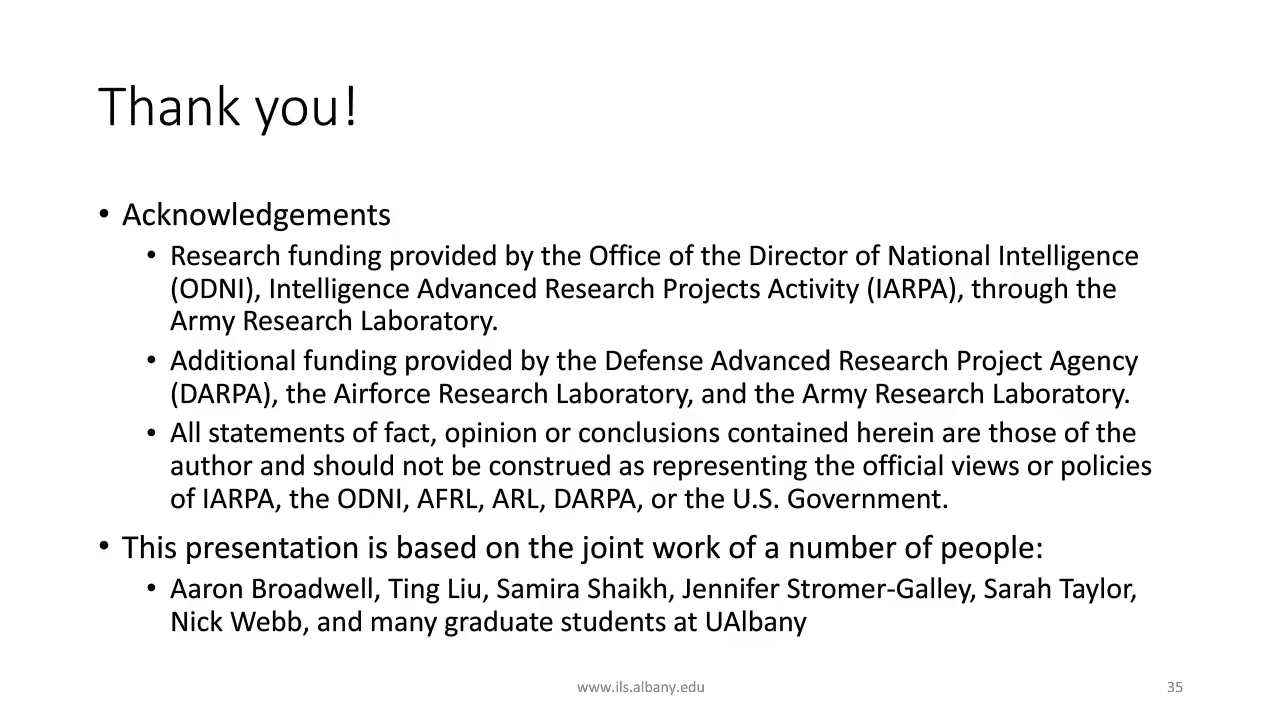 Thank you!
• Acknowledgements
• Research funding provided by the Office of the Director of National Intelligence
(ODNI), Intelligence Advanced Research Projects Activity (IARPA), through the
Army Research Laboratory.
• Additional funding provided by the Defense Advanced Research Project Agency
(DARPA), the Airforce Research Laboratory, and the Army Research Laboratory.
• All statements of fact, opinion or conclusions contained herein are those of the
author and should not be construed as representing the official views or policies
of IARPA, the ODNI, AFRL, ARL, DARPA, or the U.S. Government.
• This presentation is based on the joint work of a number of people:
• Aaron Broadwell, Ting Liu, Samira Shaikh, Jennifer Stromer-Galley, Sarah Taylor,
Nick Webb, and many graduate students at UAlbany
www.ils.albany.edu
35